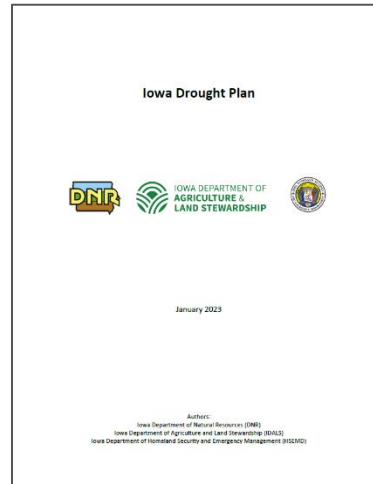 Iowa Drought Plan
DNR
IOWA DEPARTMENT OF
AGRICULTURE &
LAND STEWARDSHIP
January 2023
Authors:
Iowa Department of Natural Resources (DNR)
Iowa Department of Agriculture and Land Stewardship (IDALS)
Iowa Department of Homeland Security and Emergency Management (HSEMD)